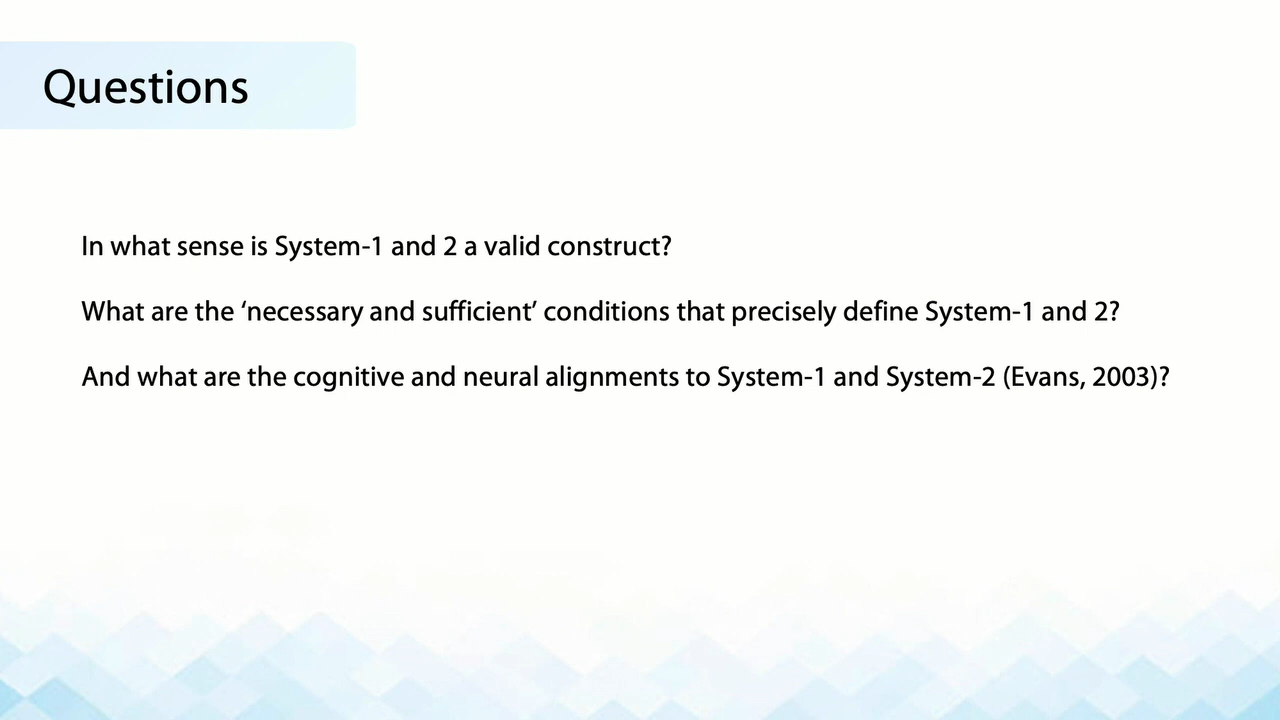 Questions
In what sense is System-1 and 2 a valid construct?
What are the ‘necessary and sufficient’ conditions that precisely define System-1 and 2?
And what are the cognitive and neural alignments to System-1 and System-2 (Evans, 2003)?